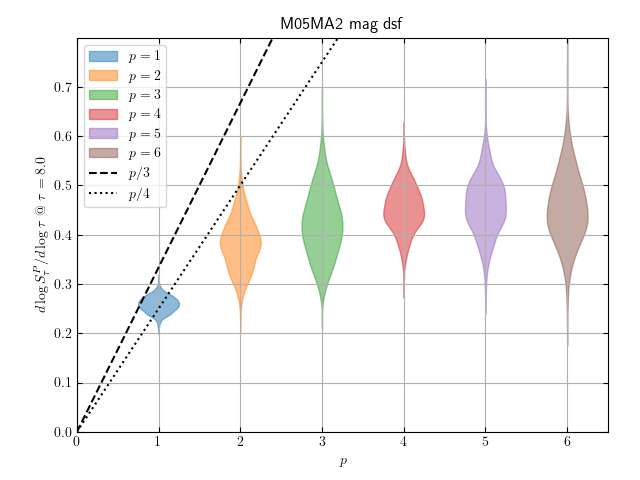 M05MA2 mag dsf
p = 1
p = 2
p = 3
p = 4
p = 5
p = 6
p/3
p/4
d log S_τ^P / d log τ @ τ = 8.0
0.7
0.6
0.5
0.4
0.3
0.2
0.1
0.0
0 1 2 3 4 5 6
p